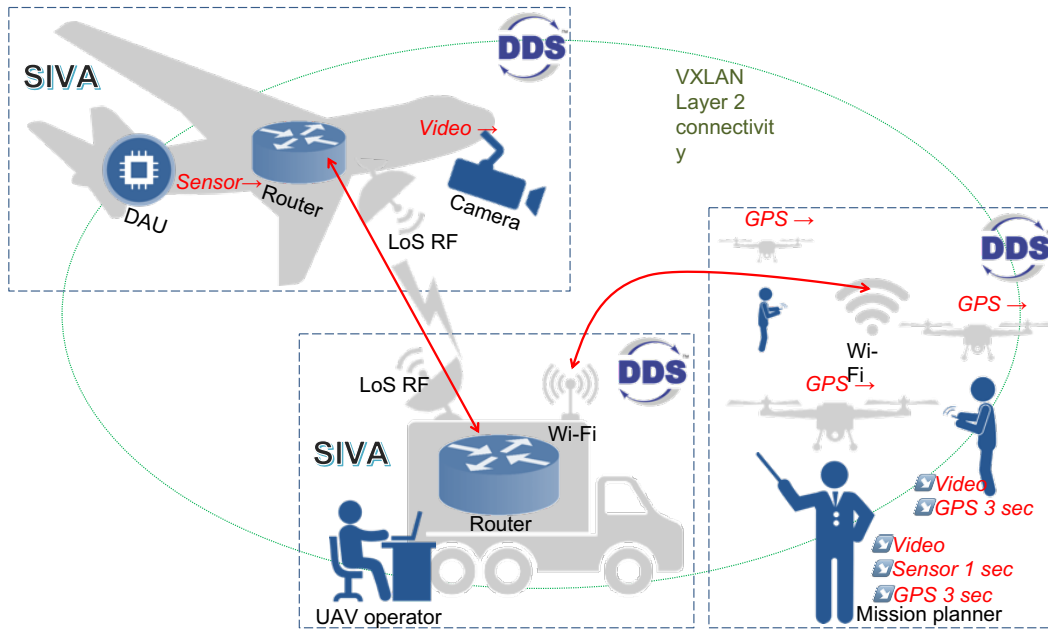 SIVA
DDS™
Video →
Sensor→
Router
DAU
Camera
LoS RF
VXLAN
Layer 2
connectivit
y
GPS →
DDS
GPS →
Wi-
Fi
GPS→
Video
GPS 3 sec
Video
Sensor 1 sec
GPS 3 sec
Mission planner
LoS RF
DDS™
Wi-Fi
SIVA
Router
UAV operator